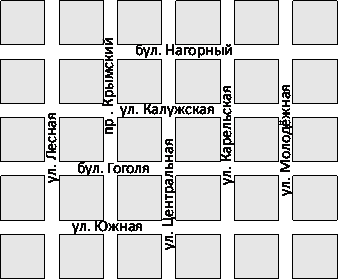 бул. Нагорный
пр. Крымский
ул. Калужская
ул. Лесная
ул. Карельская
ул. Молодёжная
ул. Центральная
бул. Гоголя
ул. Южная